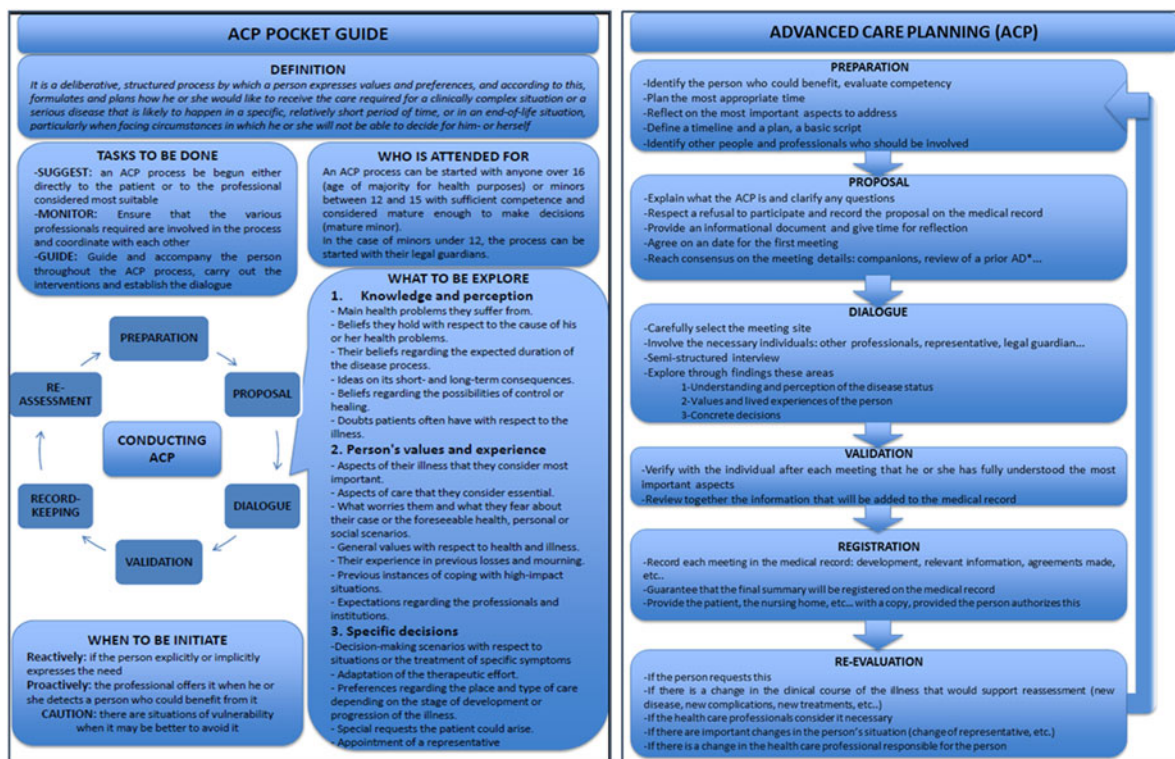 ACP POCKET GUIDE
DEFINITION
It is a deliberate, structured process by which a person expresses values and preferences, and according to this,
formulates and plans how he or she would like to receive the care required for a clinically complex situation or a
serious disease that is likely to happen in a specific, relatively short period of time, or in an end-of-life situation,
particularly when facing circumstances in which he or she will not be able to decide for him- or herself
TASKS TO BE DONE
-SUGGEST: an ACP process be begun either
directly to the patient or to the professional
considered most suitable
-MONITOR: Ensure that the various
professionals required are involved in the process
and coordinate with each other
-GUIDE: Guide and accompany the person
throughout the ACP process, carry out the
interventions and establish the dialogue
WHO IS ATTENDED FOR
An ACP process can be started with anyone over 16
(age of majority for health purposes) or minors
between 12 and 15 with sufficient competence and
considered mature enough to make decisions
(mature minor).
In the case of minors under 12, the process can be
started with their legal guardians.
PREPARATION
PROPOSAL
DIALOGUE
VALIDATION
RECORD-
KEEPING
RE-
ASSESSMENT
CONDUCTING
ACP
WHAT TO BE EXPLORE
1. Knowledge and perception
- Main health problems they suffer from.
- Beliefs they hold with respect to the cause of his
or her health problems.
- Their beliefs regarding the expected duration of
the disease process.
- Ideas on its short- and long-term consequences.
- Beliefs regarding the possibilities of control or
healing.
- Doubts patients often have with respect to the
illness.
2. Person's values and experience
- Aspects of their illness that they consider most
important.
- Aspects of care that they consider essential.
- What worries them and what they fear about
their case or the foreseeable health, personal or
social scenarios.
- General values with respect to health and illness.
- Their experience in previous losses and mourning.
- Previous instances of coping with high-impact
situations.
- Expectations regarding the professionals and
institutions.
3. Specific decisions
-Decision-making scenarios with respect to
situations or the treatment of specific symptoms
- Adaptation of the therapeutic effort.
- Preferences regarding the place and type of care
depending on the stage of development or
progression of the illness.
- Special requests the patient could arise.
- Appointment of a representative
WHEN TO BE INITIATE
Reactively: if the person explicitly or implicitly
expresses the need
Proactively: the professional offers it when he or
she detects a person who could benefit from it
CAUTION: there are situations of vulnerability
when it may be better to avoid it
ADVANCED CARE PLANNING (ACP)
PREPARATION
-Identify the person who could benefit, evaluate competency
-Plan the most appropriate time
-Reflect on the most important aspects to address
-Define a timeline and a plan, a basic script
-Identify other people and professionals who should be involved
PROPOSAL
-Explain what the ACP is and clarify any questions
-Respect a refusal to participate and record the proposal on the medical record
-Provide an informational document and give time for reflection
-Agree on an date for the first meeting
-Reach consensus on the meeting details: companions, review of a prior AD*...
DIALOGUE
-Carefully select the meeting site
-Involve the necessary individuals: other professionals, representative, legal guardian...
-Semi-structured interview
-Explore through findings these areas
1-Understanding and perception of the disease status
2-Values and lived experiences of the person
3-Concrete decisions
VALIDATION
-Verify with the individual after each meeting that he or she has fully understood the most
important aspects
-Review together the information that will be added to the medical record
REGISTRATION
-Record each meeting in the medical record: development, relevant information, agreements made,
etc..
-Guarantee that the final summary will be registered on the medical record
-Provide the patient, the nursing home, etc... with a copy, provided the person authorizes this
RE-EVALUATION
-If the person requests this
-If there is a change in the clinical course of the illness that would support reassessment (new
disease, new complications, new treatments, etc..)
-If the health care professionals consider it necessary
-If there are important changes in the person's situation (change of representative, etc.)
-If there is a change in the health care professional responsible for the person